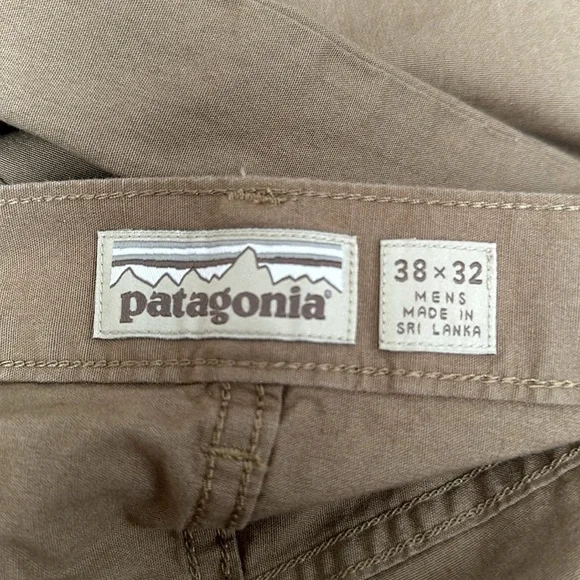 patagonia®
38 × 32
MENS
MADE IN
SRI LANKA